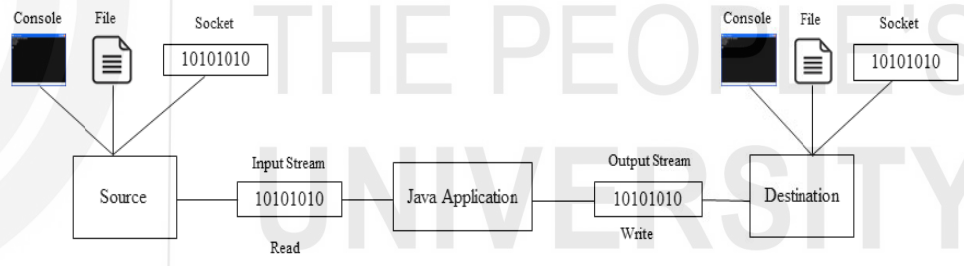 Console File Socket
10101010
Console File Socket
10101010
THE PEOPLE'S
UNIVERSITY
Source
Input Stream
10101010
Read
Java Application
Output Stream
10101010
Write
Destination